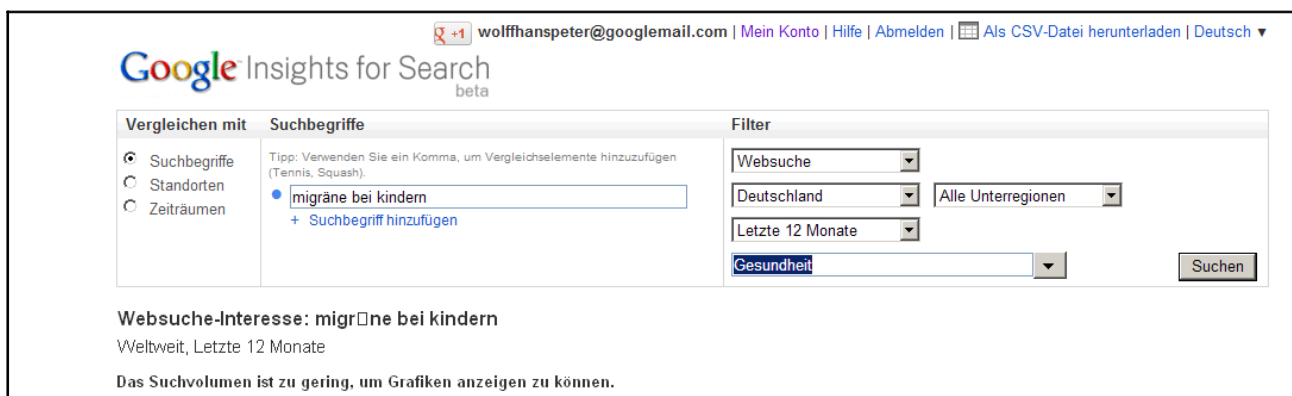 g +1 wolffhanspeter@googlemail.com | Mein Konto | Hilfe | Abmelden | Als CSV-Datei herunterladen | Deutsch ▼
Google Insights for Search
beta
Vergleichen mit Suchbegriffe Filter
Suchbegriffe
Standorten
Zeiträumen
Tipp: Verwenden Sie ein Komma, um Vergleichselemente hinzuzufügen
(Tennis, Squash).
migräne bei kindern
+ Suchbegriff hinzufügen
Websuche
Deutschland Alle Unterregionen
Letzte 12 Monate
Gesundheit Suchen
Websuche-Interesse: migr□ne bei kindern
Weltweit, Letzte 12 Monate
Das Suchvolumen ist zu gering, um Grafiken anzeigen zu können.